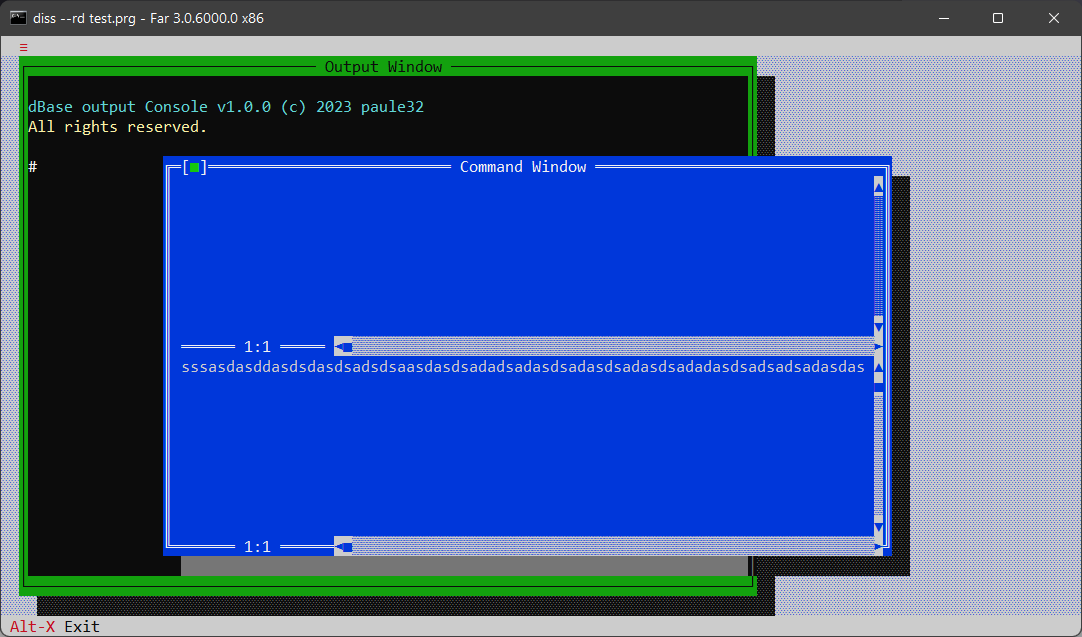 diss --rd test.prg - Far 3.0.6000.0 x86
☰
Output Window
dBase output Console v1.0.0 (c) 2023 paule32
All rights reserved.
#
[■] Command Window
1:1
sssasdasddasdsdasdsadsdsaasdasdsadadsadasdsadasdsadasdsadadasdsadsadsadasdas
1:1
Alt-X Exit